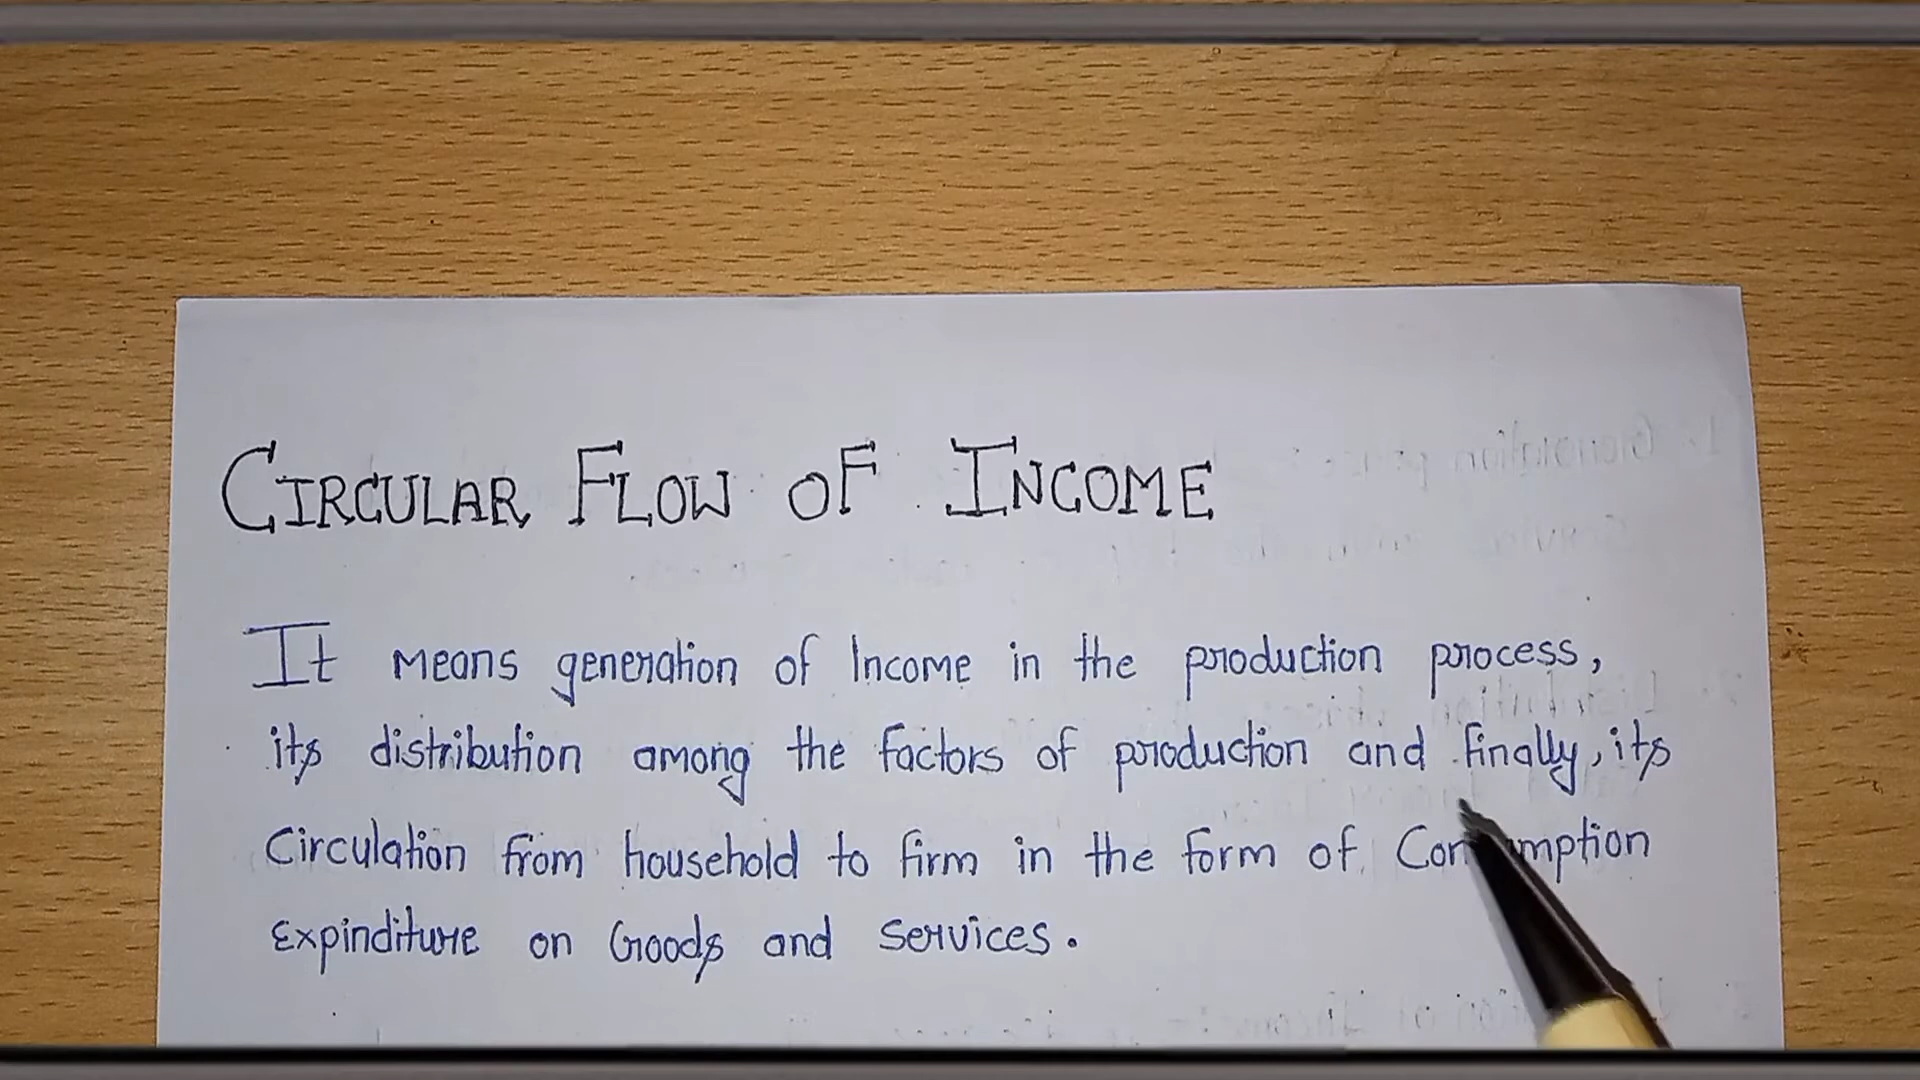 CIRCULAR FLOW OF INCOME
It means generation of Income in the production process,
its distribution among the factors of production and finally, its
Circulation from household to firm in the form of Consumption
Expinditure on Goods and Services.